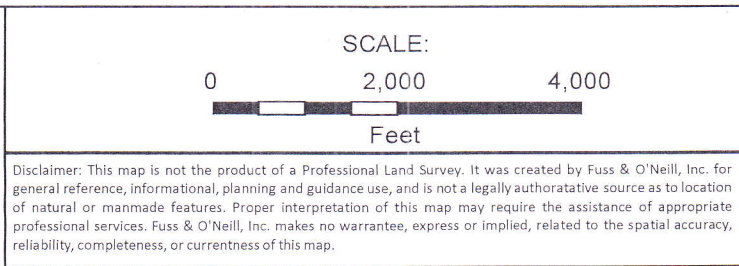 SCALE:
0 2,000 4,000
Feet
Disclaimer: This map is not the product of a Professional Land Survey. It was created by Fuss & O'Neill, Inc. for
general reference, informational, planning and guidance use, and is not a legally authoratative source as to location
of natural or manmade features. Proper interpretation of this map may require the assistance of appropriate
professional services. Fuss & O'Neill, Inc. makes no warrantee, express or implied, related to the spatial accuracy,
reliability, completeness, or currentness of this map.